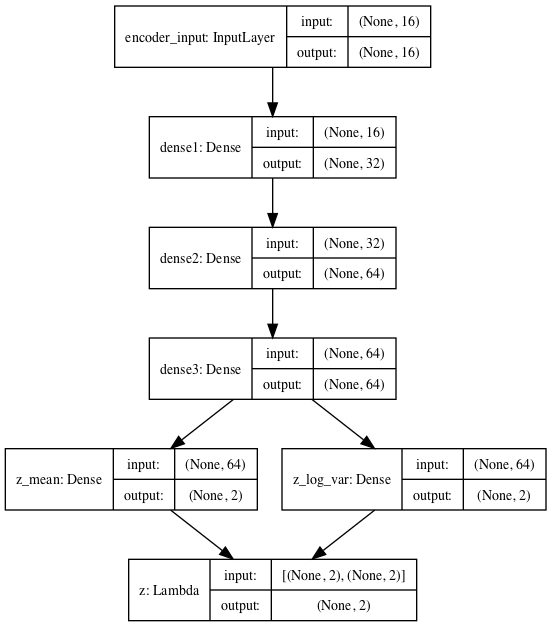 encoder_input: InputLayer
input: (None, 16)
output: (None, 16)
dense1: Dense
input: (None, 16)
output: (None, 32)
dense2: Dense
input: (None, 32)
output: (None, 64)
dense3: Dense
input: (None, 64)
output: (None, 64)
z_mean: Dense
input: (None, 64)
output: (None, 2)
z_log_var: Dense
input: (None, 64)
output: (None, 2)
z: Lambda
input: [(None, 2), (None, 2)]
output: (None, 2)